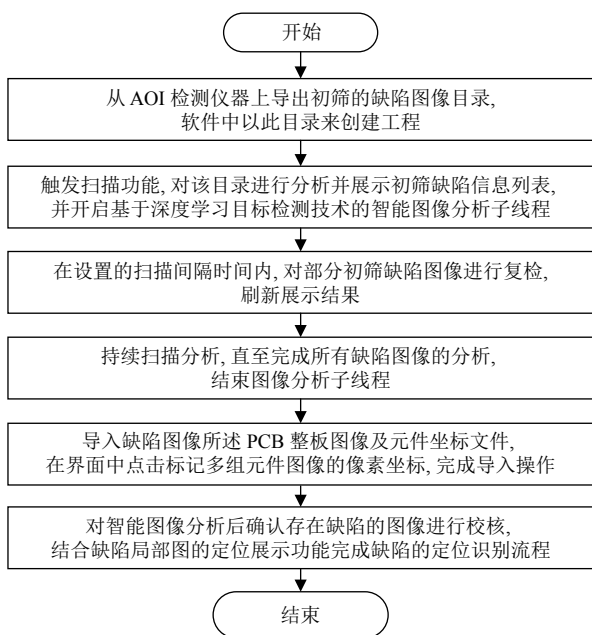 开始
从 AOI 检测仪器上导出初筛的缺陷图像目录,
软件中以此目录来创建工程
触发扫描功能, 对该目录进行分析并展示初筛缺陷信息列表,
并开启基于深度学习目标检测技术的智能图像分析子线程
在设置的扫描间隔时间内, 对部分初筛缺陷图像进行复检,
刷新展示结果
持续扫描分析, 直至完成所有缺陷图像的分析,
结束图像分析子线程
导入缺陷图像所述 PCB 整板图像及元件坐标文件,
在界面中点击标记多组元件图像的像素坐标, 完成导入操作
对智能图像分析后确认存在缺陷的图像进行校核,
结合缺陷局部图的定位展示功能完成缺陷的定位识别流程
结束